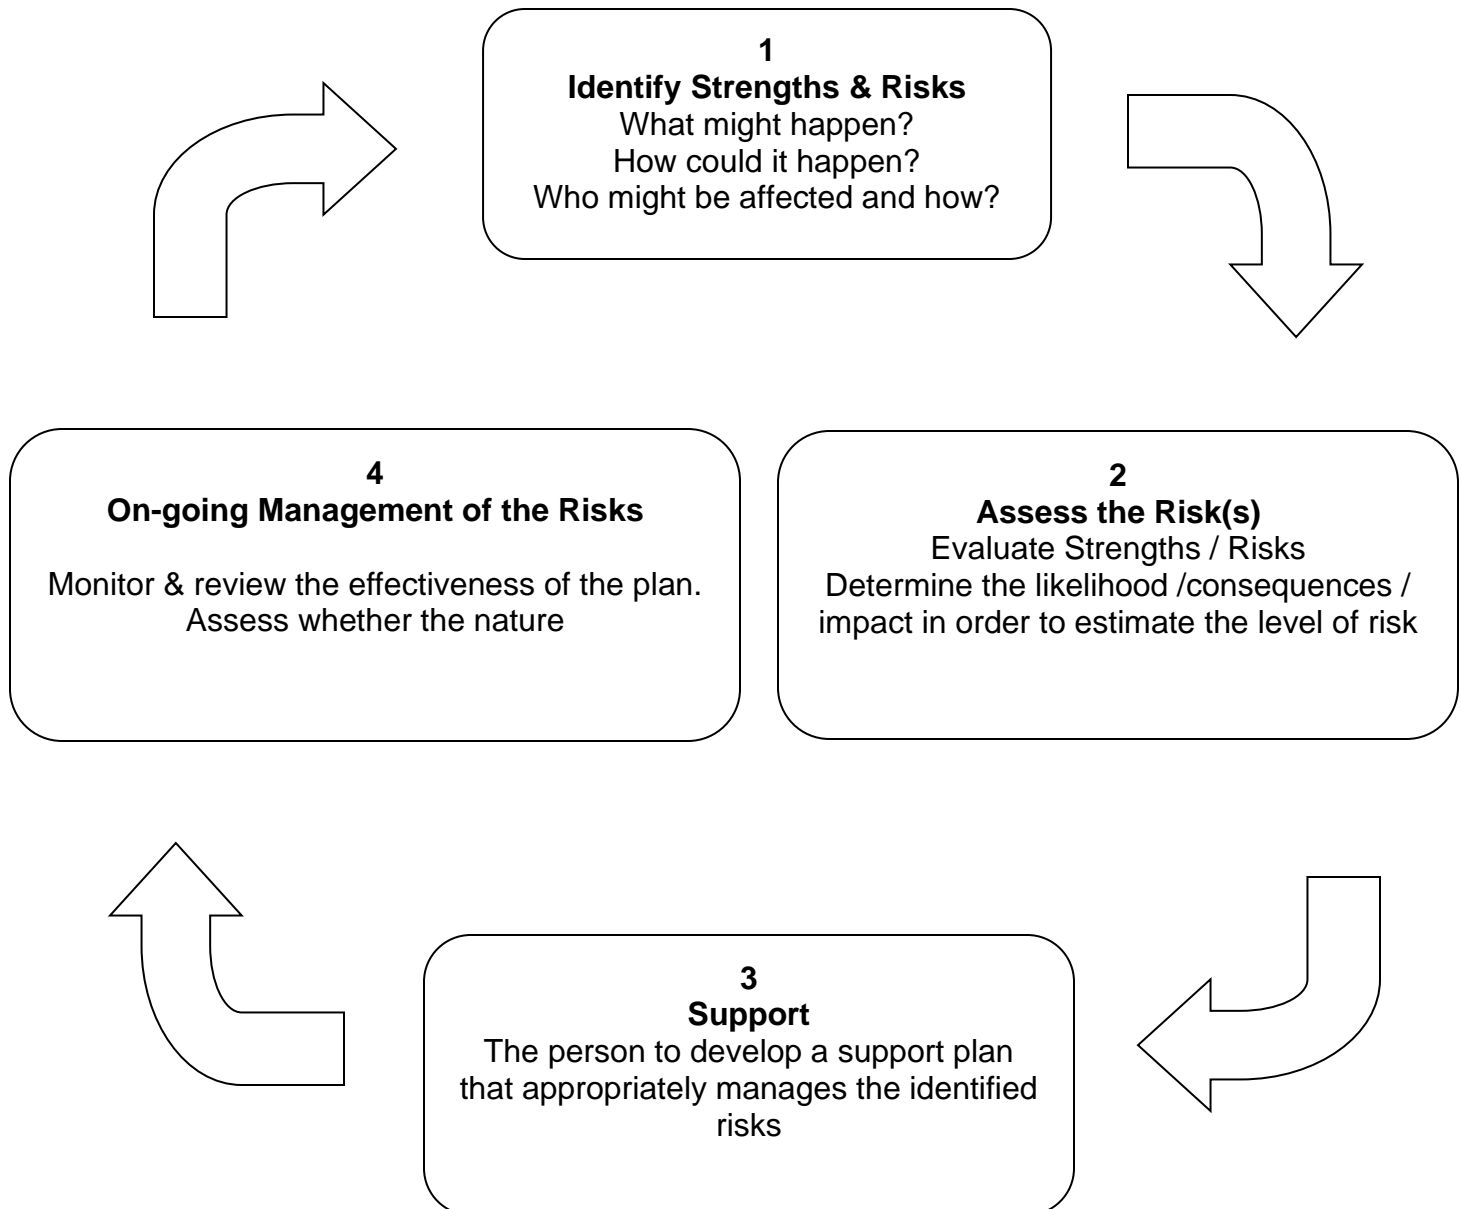 1
Identify Strengths & Risks
What might happen?
How could it happen?
Who might be affected and how?
2
Assess the Risk(s)
Evaluate Strengths / Risks
Determine the likelihood /consequences /
impact in order to estimate the level of risk
3
Support
The person to develop a support plan
that appropriately manages the identified
risks
4
On-going Management of the Risks
Monitor & review the effectiveness of the plan.
Assess whether the nature